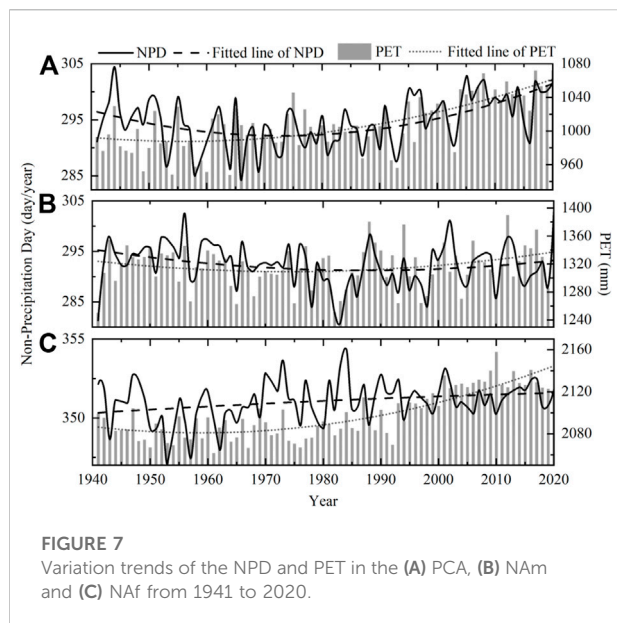 NPD Fitted line of NPD PET Fitted line of PET
A
305
295
285
1080
1040
1000
960
B
305
295
285
1400
1360
1320
1280
1240
C
355
350
2160
2120
2080
Non-Precipitation Day (day/year)
PET (mm)
1940 1950 1960 1970 1980 1990 2000 2010 2020
Year
FIGURE 7
Variation trends of the NPD and PET in the (A) PCA, (B) NAm
and (C) NAf from 1941 to 2020.